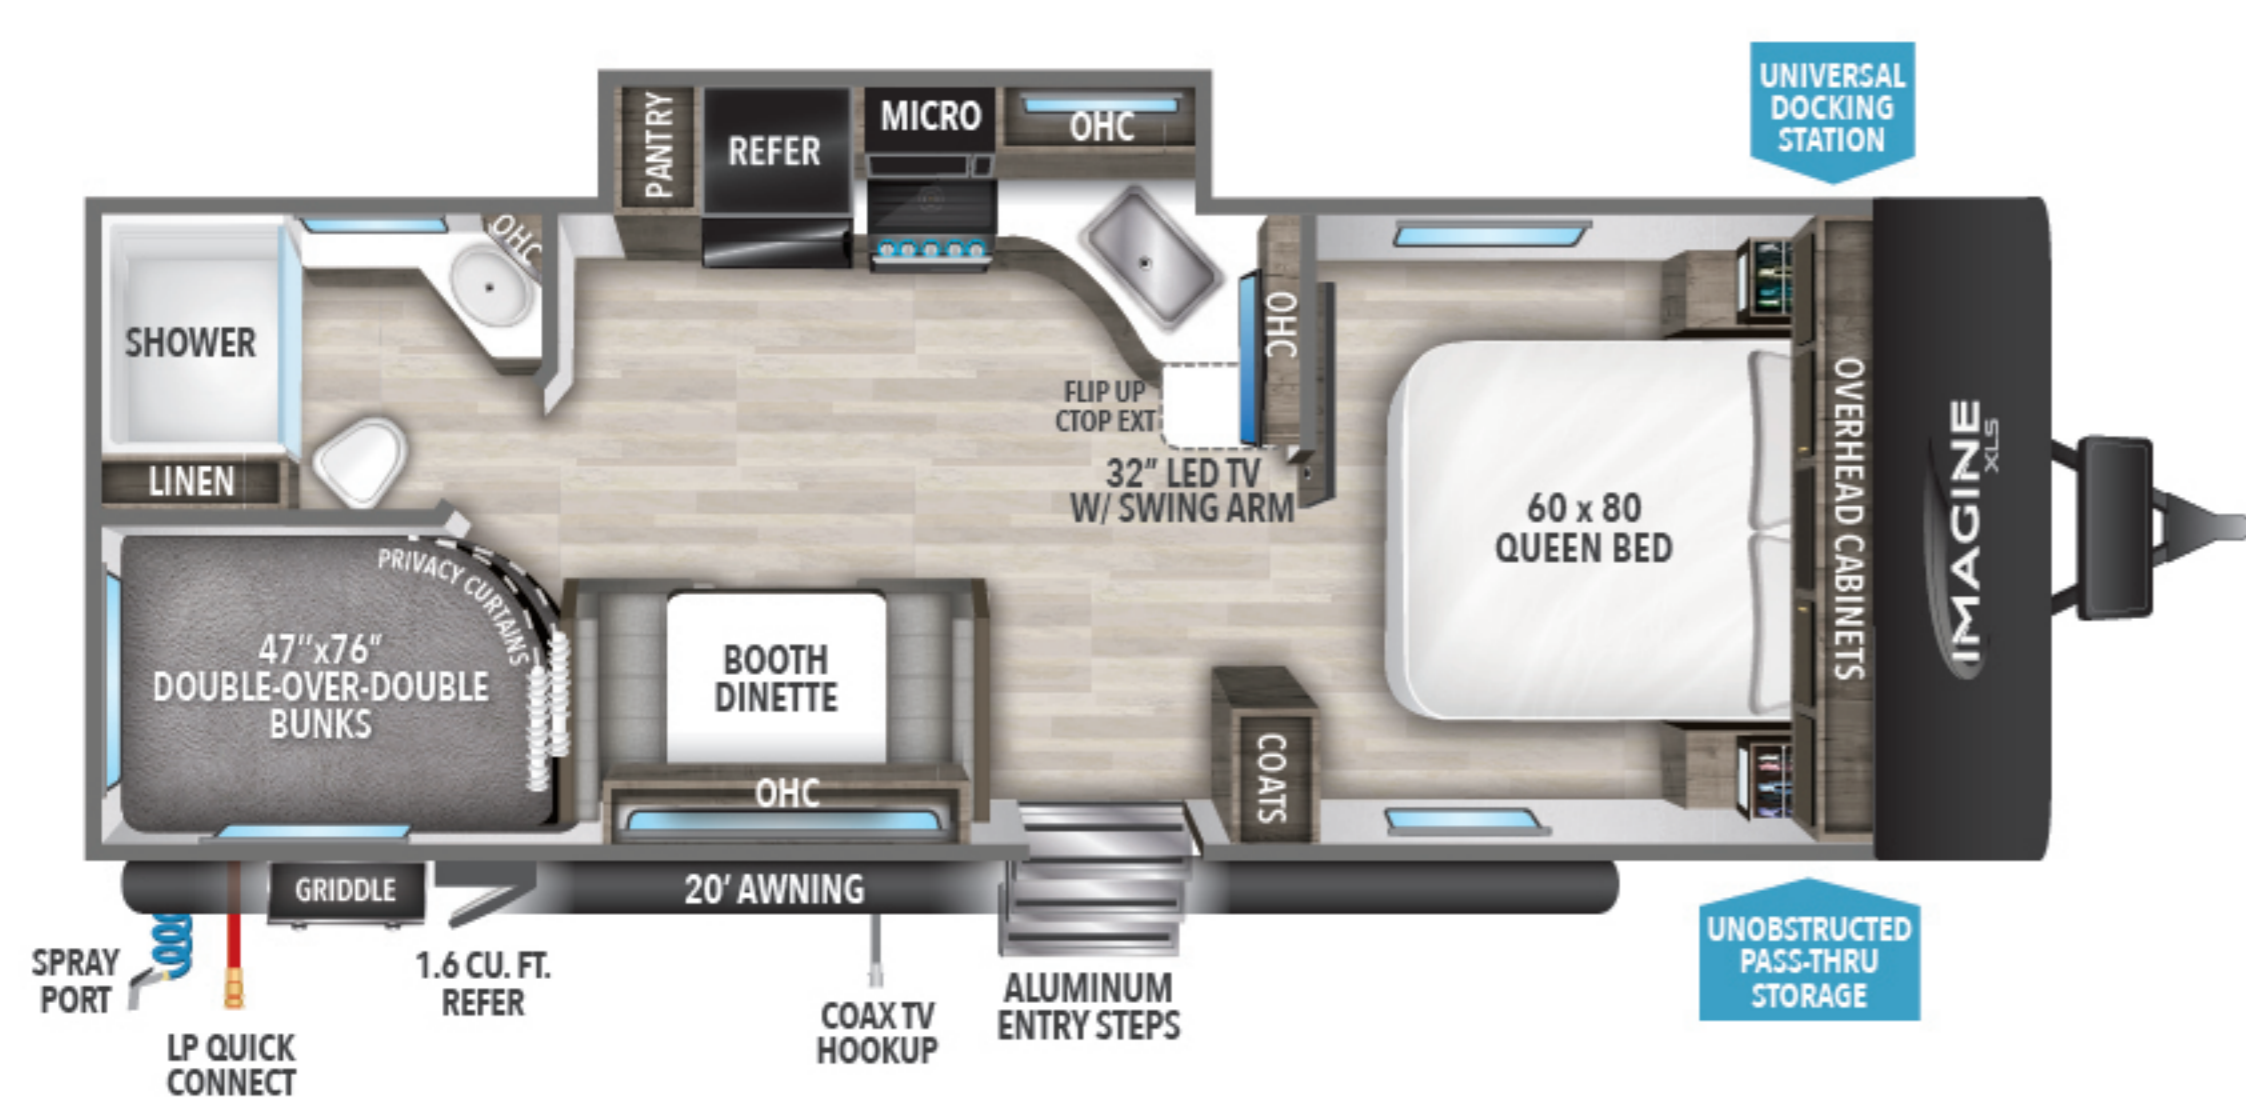 UNIVERSAL
DOCKING
STATION
PANTRY
REFER
MICRO
OHC
OHC
SHOWER
OHC
FLIP UP
CTOP EXT
LINEN
32" LED TV
W/ SWING ARM
60 x 80
QUEEN BED
OVERHEAD CABINETS
IMAGINE
XLS
PRIVACY CURTAINS
47"x76"
DOUBLE-OVER-DOUBLE
BUNKS
BOOTH
DINETTE
OHC
COATS
GRIDDLE
20' AWNING
SPRAY
PORT
1.6 CU. FT.
REFER
LP QUICK
CONNECT
COAX TV
HOOKUP
ALUMINUM
ENTRY STEPS
UNOBSTRUCTED
PASS-THRU
STORAGE